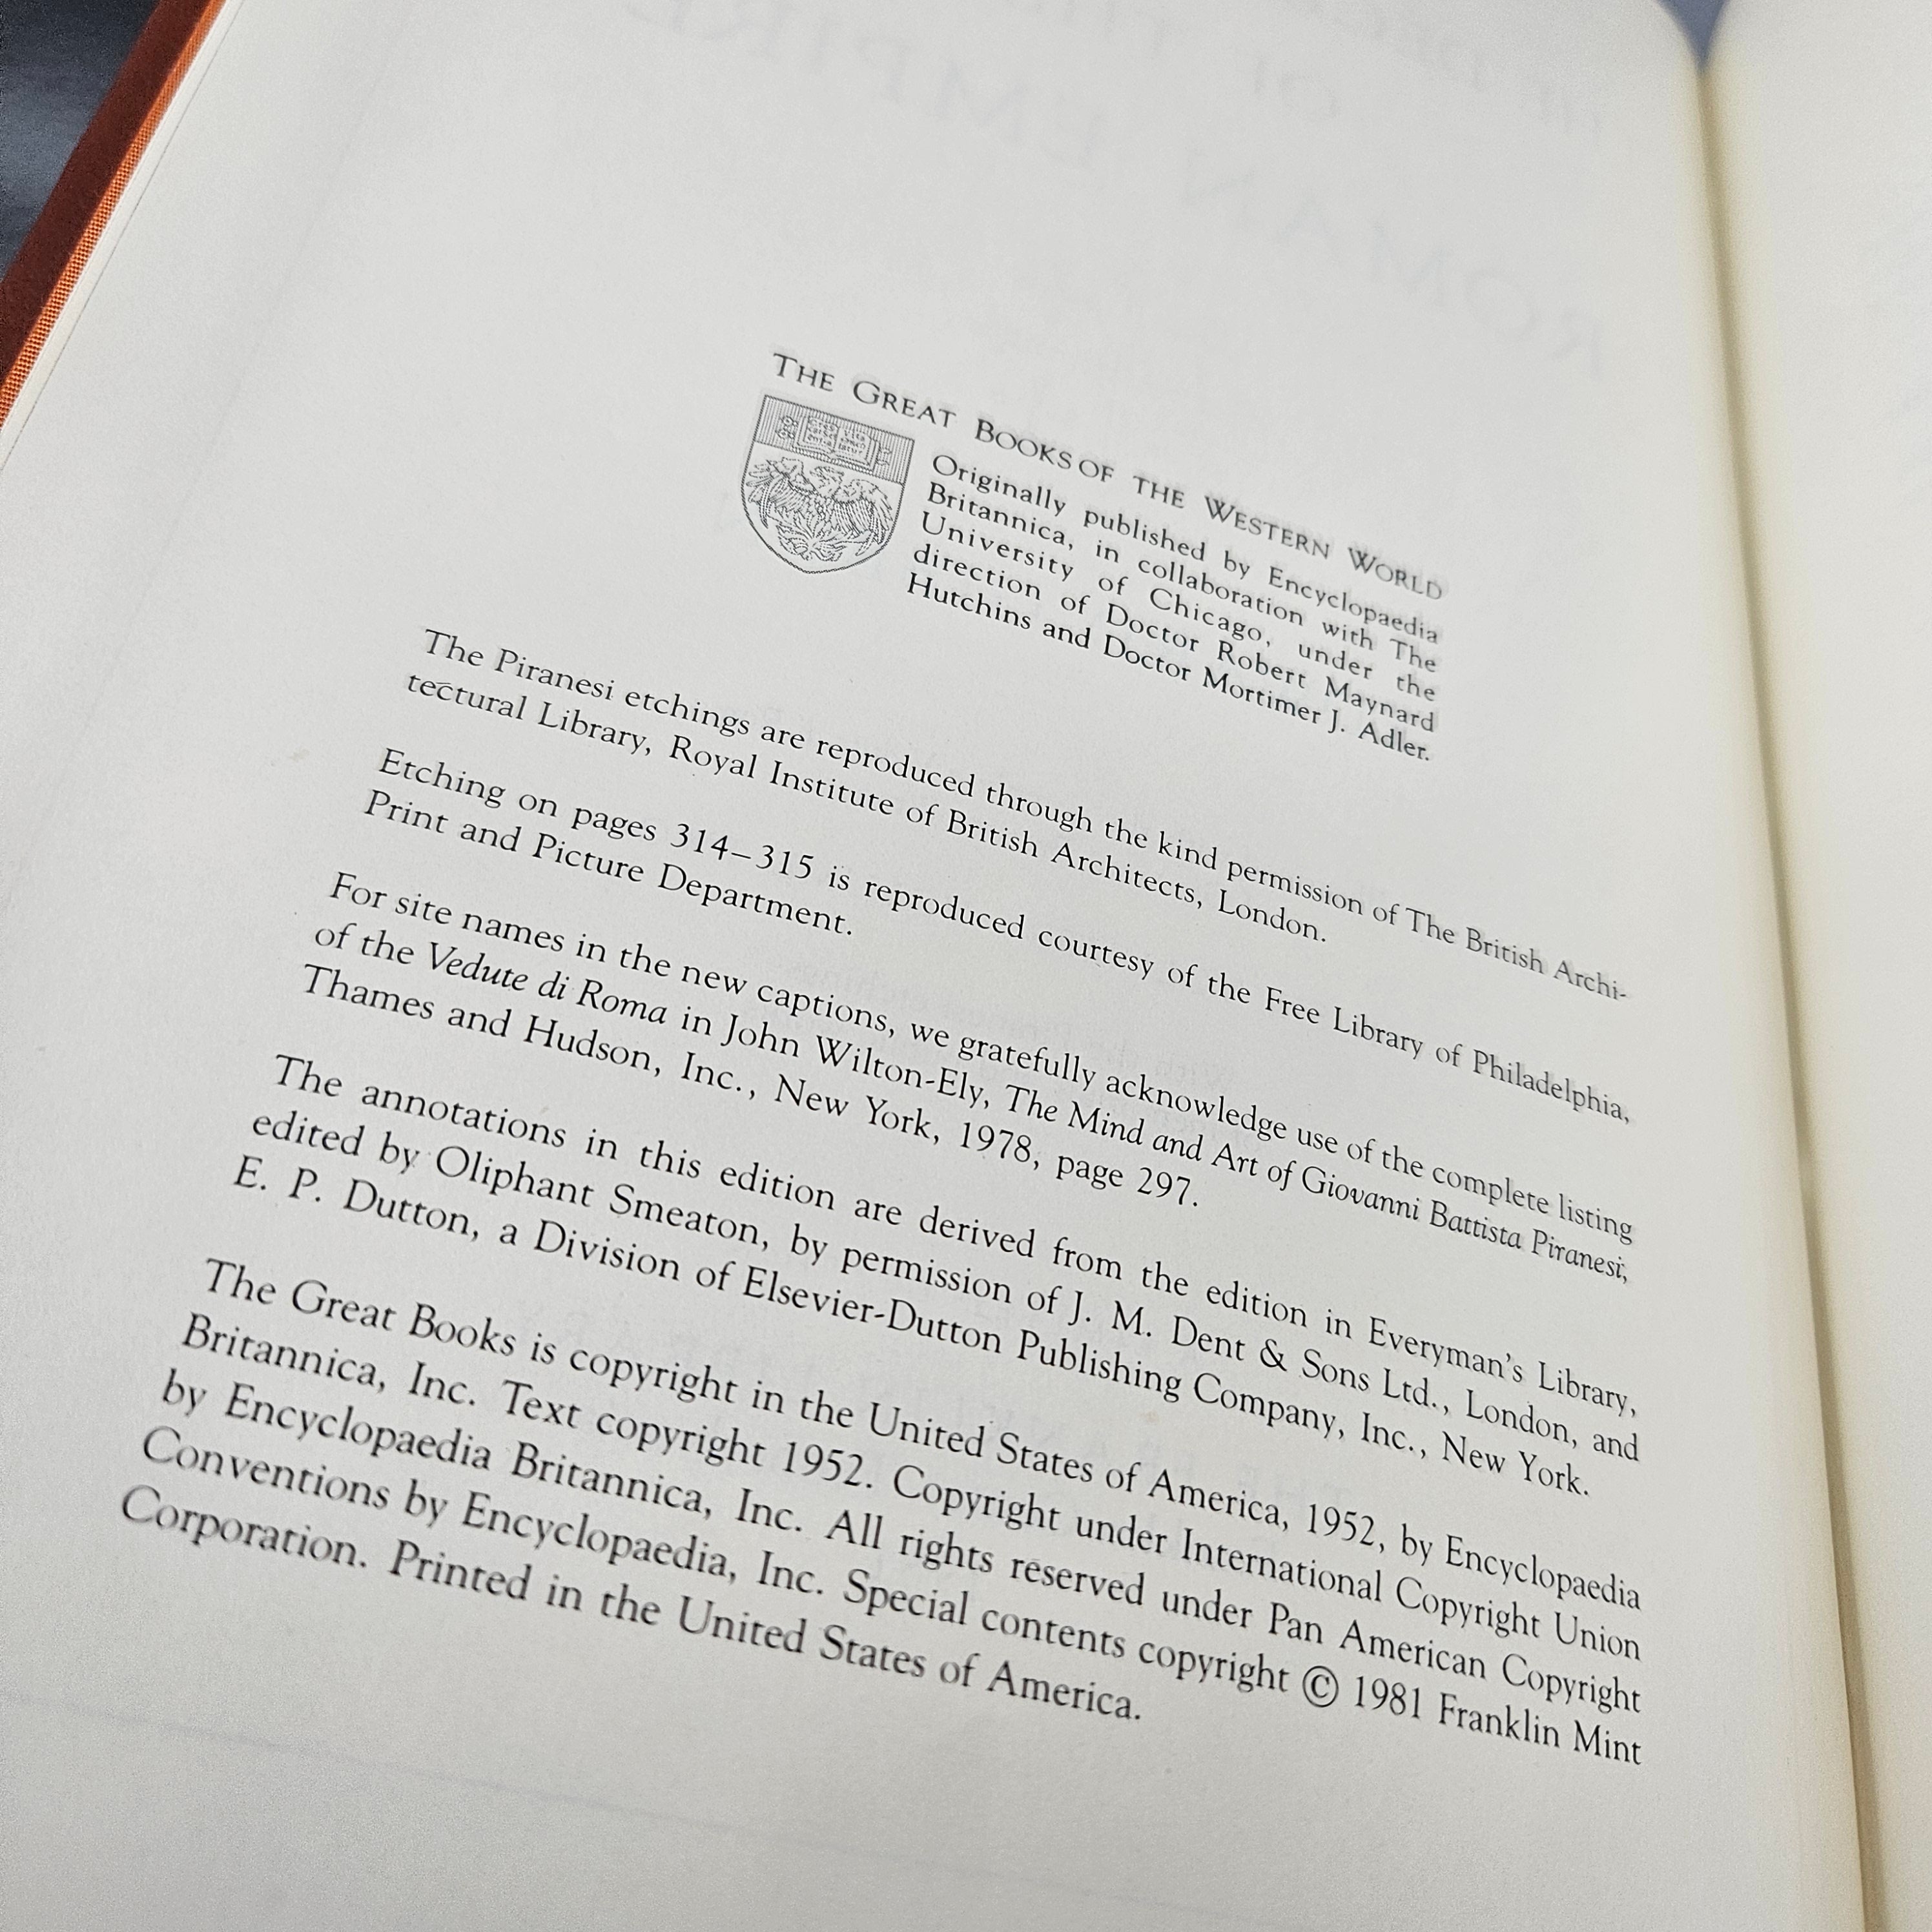 THE GREAT BOOKS OF THE WESTERN WORLD
Originally published by Encyclopaedia
Britannica, in collaboration with The
University of Chicago, under the
direction of Doctor Robert Maynard
Hutchins and Doctor Mortimer J. Adler.
The Piranesi etchings are reproduced through the kind permission of The British Archi-
tectural Library, Royal Institute of British Architects, London.
Etching on pages 314–315 is reproduced courtesy of the Free Library of Philadelphia,
Print and Picture Department.
For site names in the new captions, we gratefully acknowledge use of the complete listing
of the Vedute di Roma in John Wilton-Ely, The Mind and Art of Giovanni Battista Piranesi,
Thames and Hudson, Inc., New York, 1978, page 297.
The annotations in this edition are derived from the edition in Everyman's Library,
edited by Oliphant Smeaton, by permission of J. M. Dent & Sons Ltd., London, and
E. P. Dutton, a Division of Elsevier-Dutton Publishing Company, Inc., New York.
The Great Books is copyright in the United States of America, 1952, by Encyclopaedia
Britannica, Inc. Text copyright 1952. Copyright under International Copyright Union
by Encyclopaedia Britannica, Inc. All rights reserved under Pan American Copyright
Conventions by Encyclopaedia, Inc. Special contents copyright © 1981 Franklin Mint
Corporation. Printed in the United States of America.